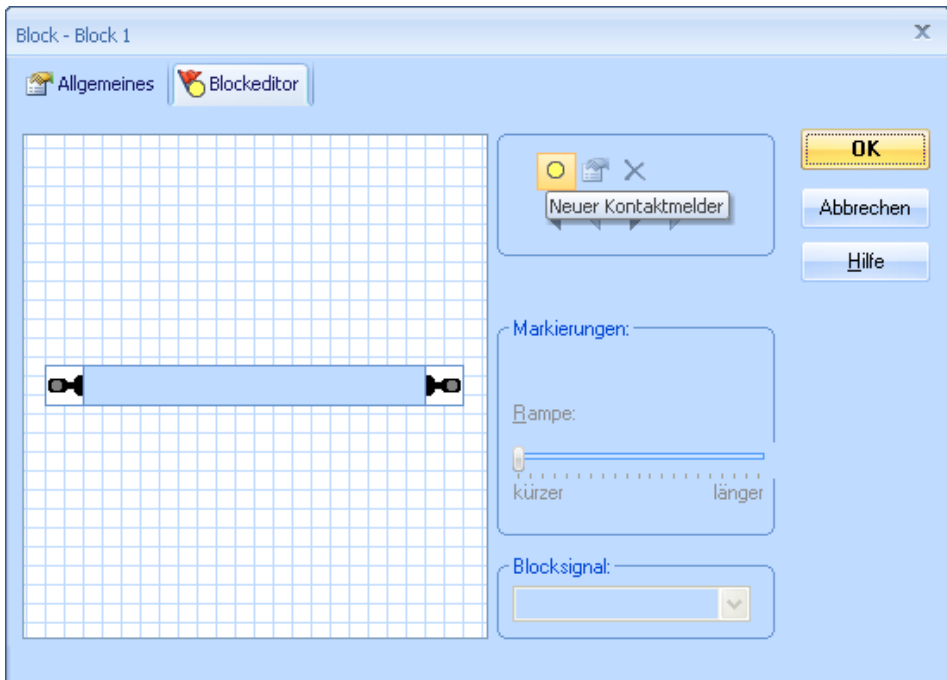 Block - Block 1
Allgemeines
Blockeditor
Neuer Kontaktmelder
OK
Abbrechen
Hilfe
Markierungen:
Rampe:
kürzer
länger
Blocksignal: